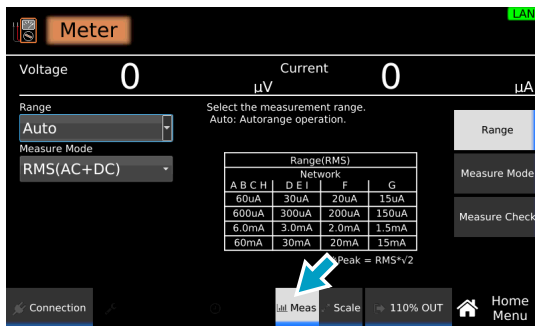 LAN
Meter
Voltage 0 µV Current 0 µA
Range
Auto
Measure Mode
RMS(AC+DC)
Select the measurement range.
Auto: Autorange operation.
Range(RMS)
Network
A B C H D E I F G
60uA 30uA 20uA 15uA
600uA 300uA 200uA 150uA
6.0mA 3.0mA 2.0mA 1.5mA
60mA 30mA 20mA 15mA
Peak = RMS*√2
Range
Measure Mode
Measure Check
Connection
Meas
Scale
110% OUT
Home
Menu